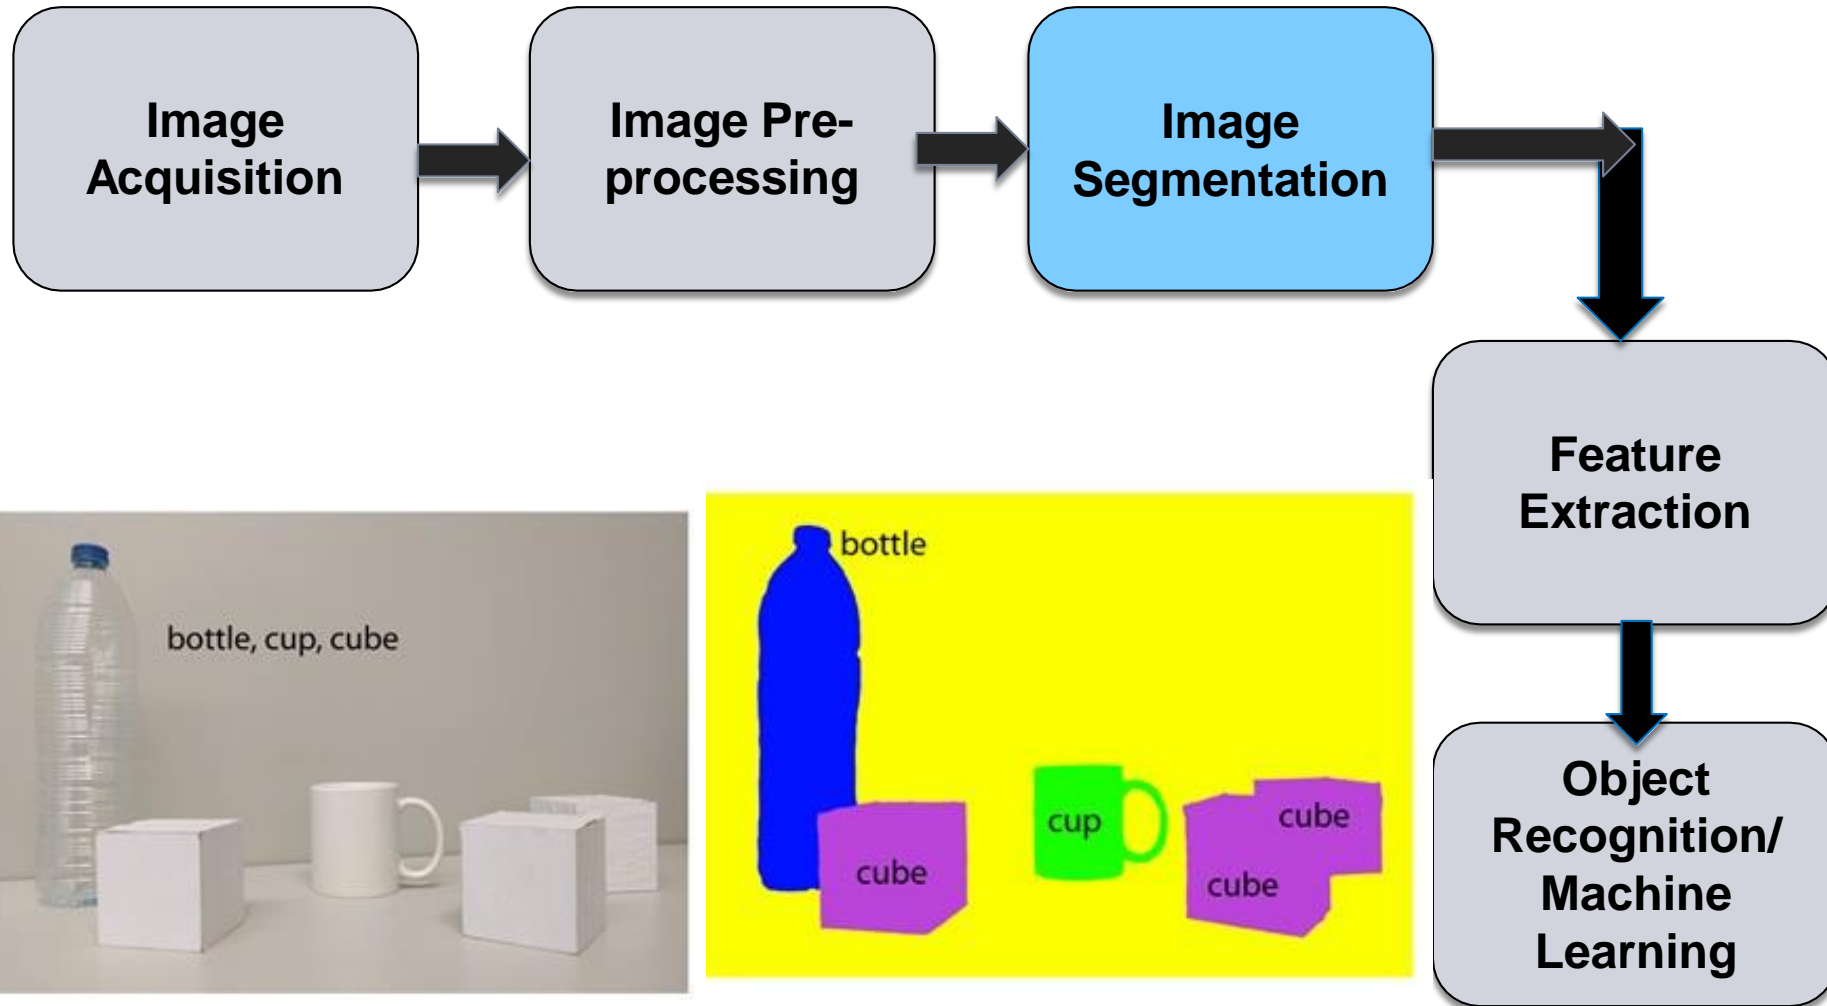 Image
Acquisition
Image Pre-
processing
Image
Segmentation
Feature
Extraction
Object
Recognition/
Machine
Learning
bottle, cup, cube
bottle
cube
cup
cube
cube